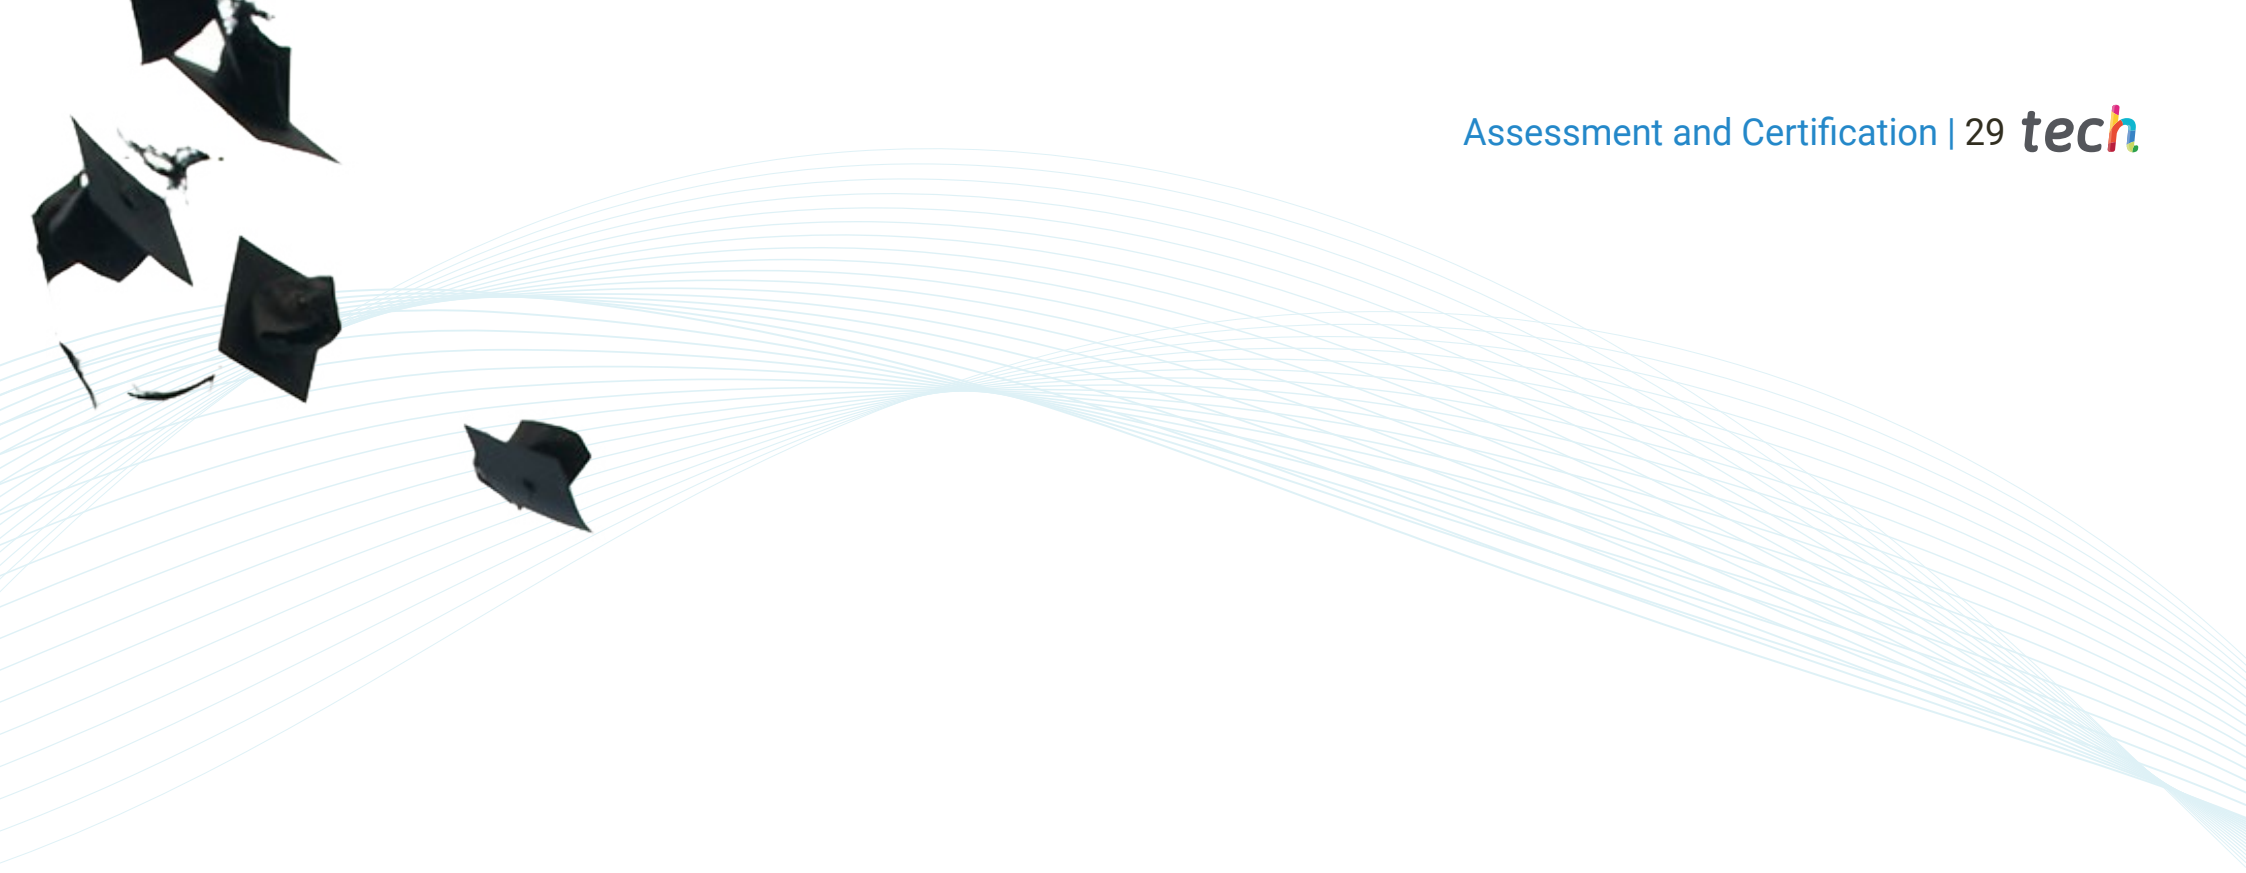 Assessment and Certification | 29 tech